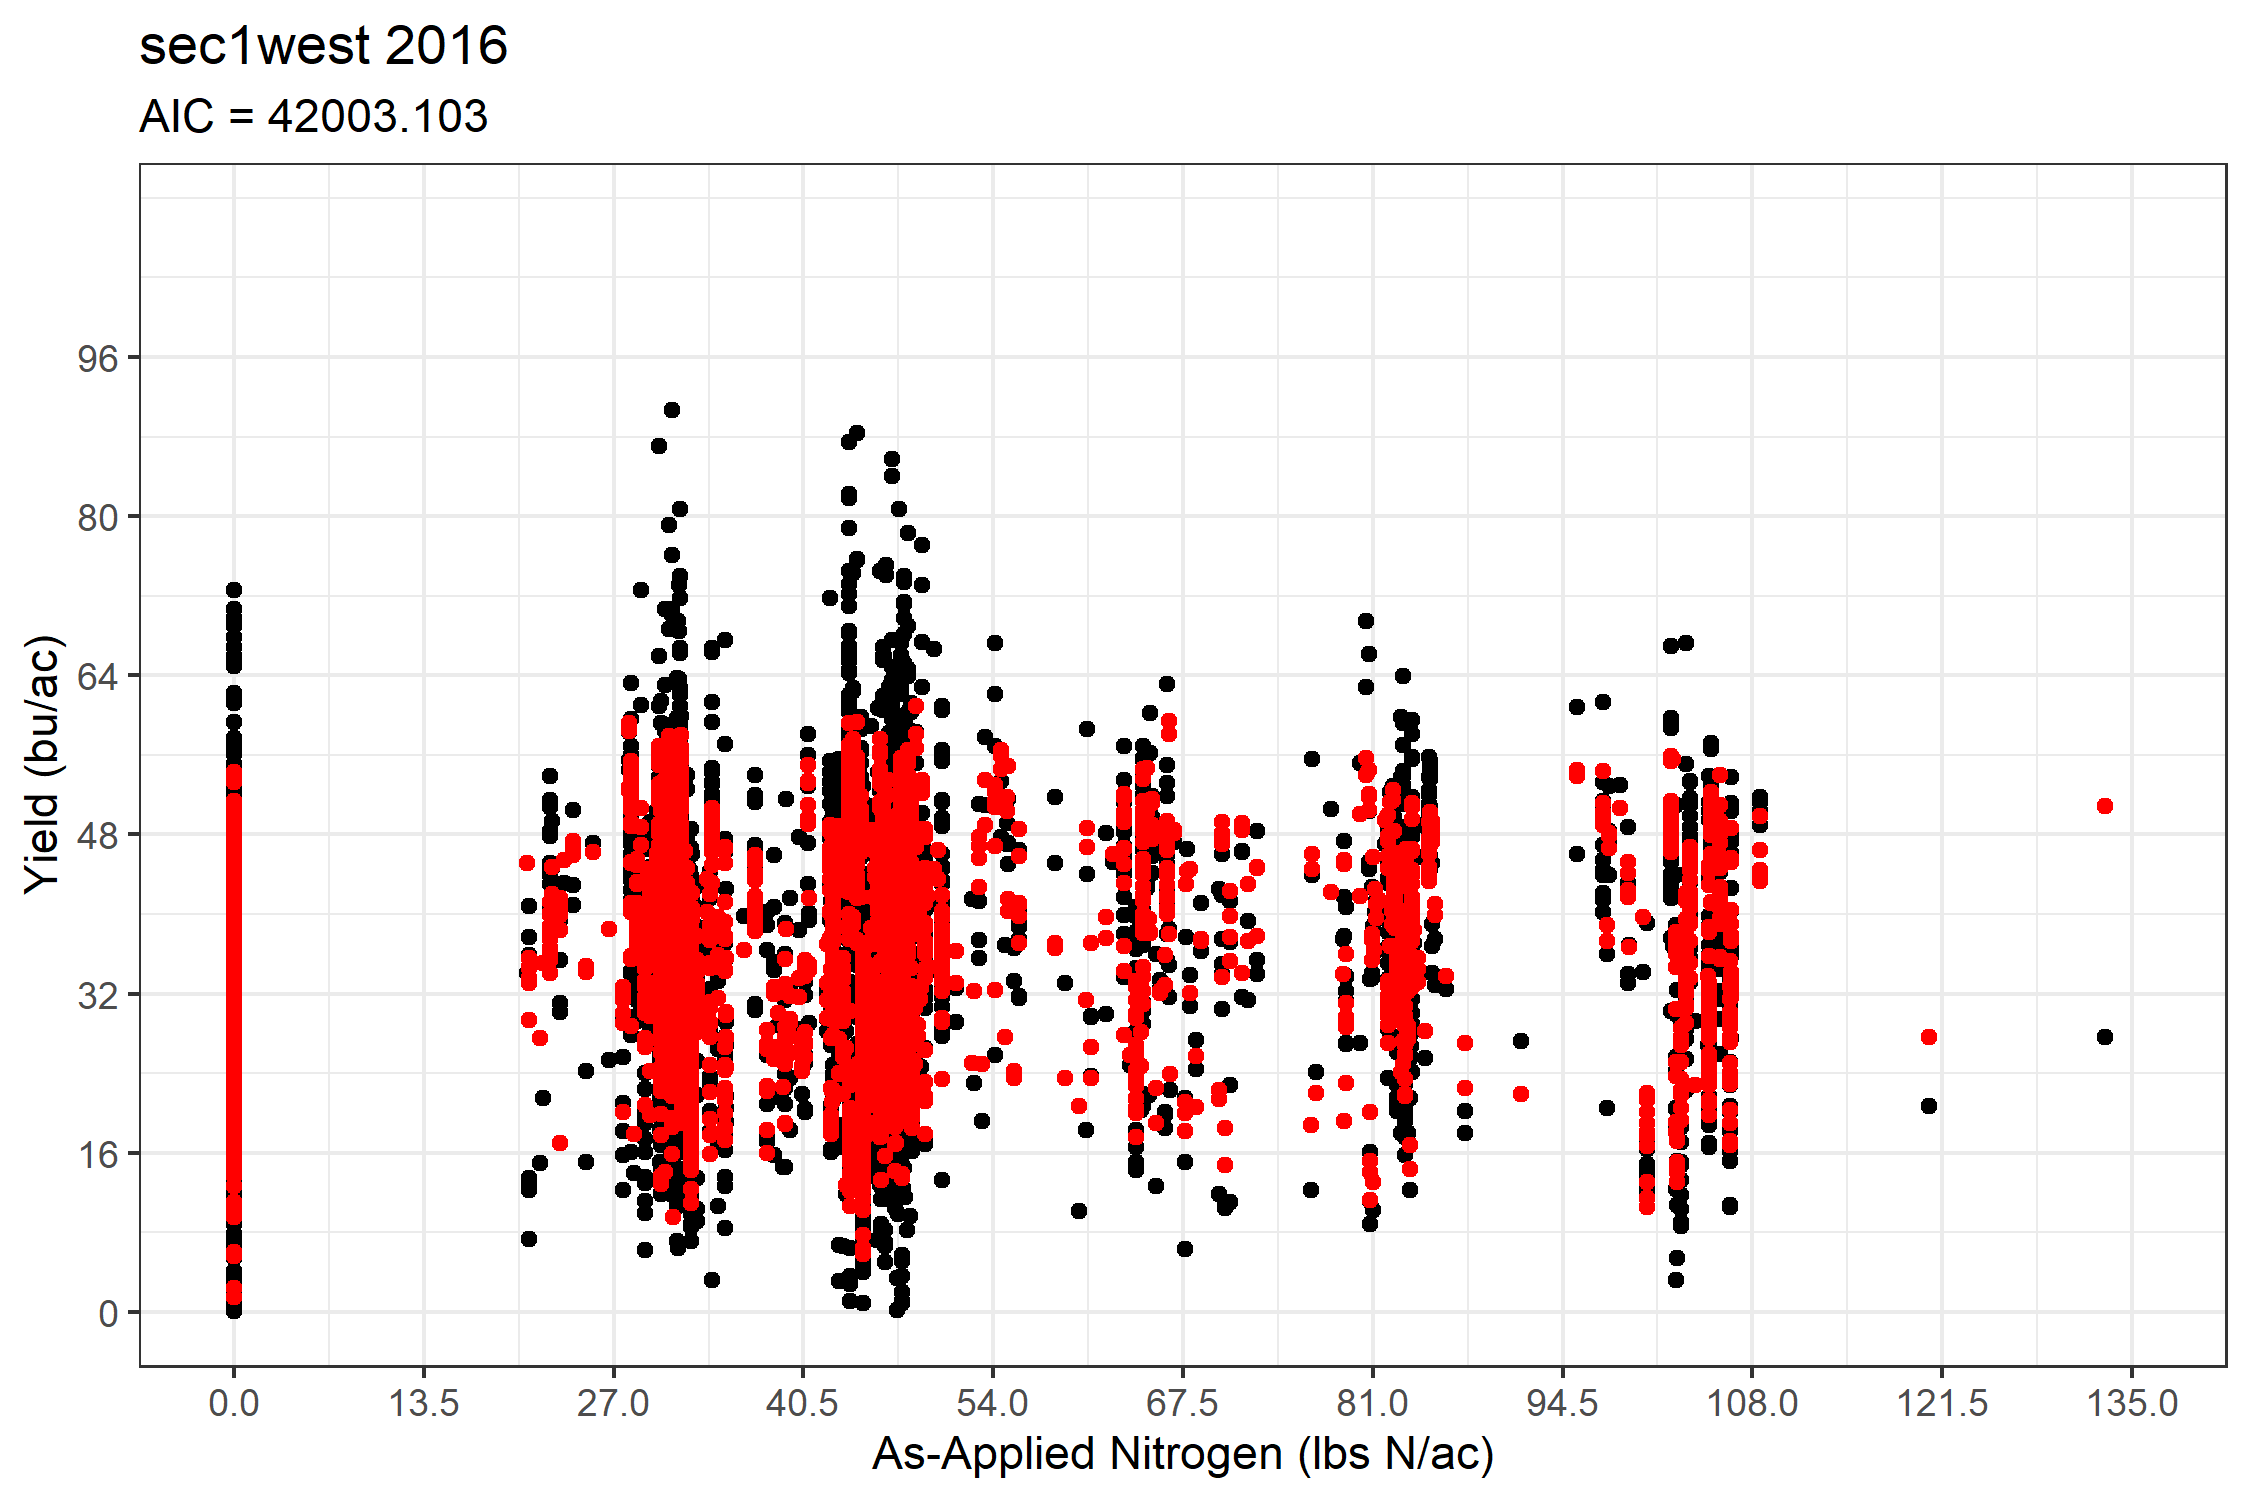 sec1west 2016
AIC = 42003.103
Yield (bu/ac)
96
80
64
48
32
16
0
0.0 13.5 27.0 40.5 54.0 67.5 81.0 94.5 108.0 121.5 135.0
As-Applied Nitrogen (lbs N/ac)